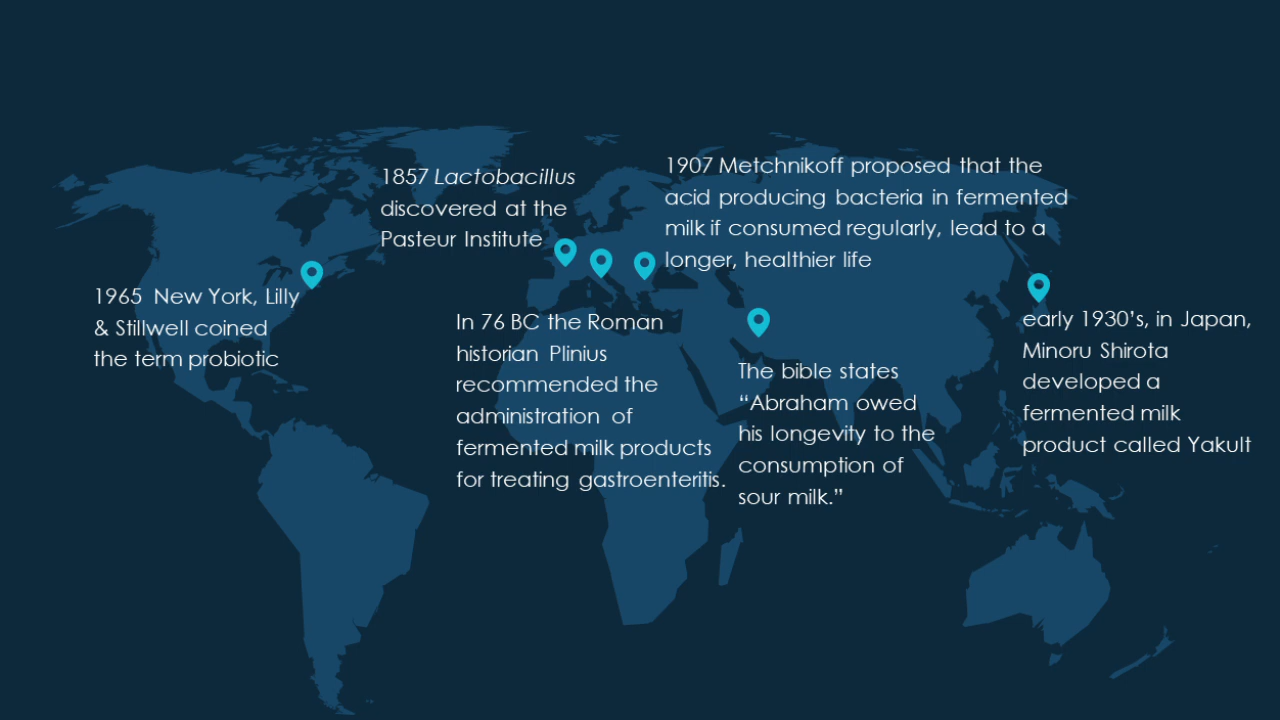 1857 Lactobacillus
discovered at the
Pasteur Institute
1907 Metchnikoff proposed that the
acid producing bacteria in fermented
milk if consumed regularly, lead to a
longer, healthier life
1965 New York, Lilly
& Stillwell coined
the term probiotic
In 76 BC the Roman
historian Plinius
recommended the
administration of
fermented milk products
for treating gastroenteritis.
The bible states
“Abraham owed
his longevity to the
consumption of
sour milk.”
early 1930’s, in Japan,
Minoru Shirota
developed a
fermented milk
product called Yakult